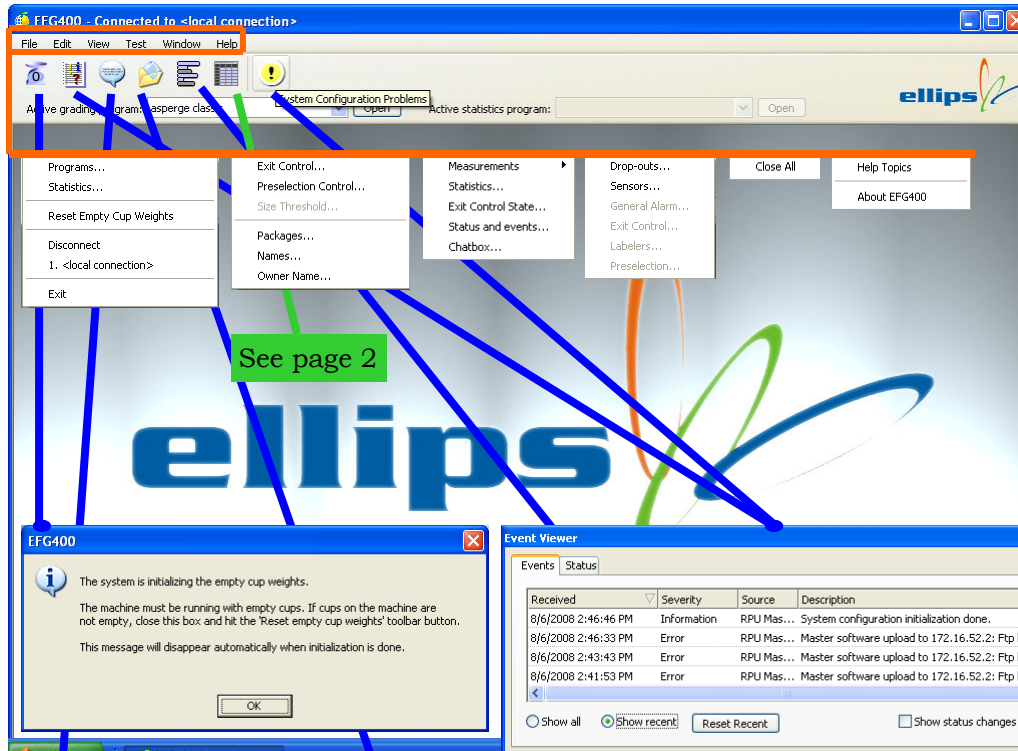 EFG400 - Connected to <local connection>
File Edit View Test Window Help
System Configuration Problems
Active grading program: asperge classic Open Active statistics program: Open
ellips
Programs...
Statistics...
Reset Empty Cup Weights
Disconnect
1. <local connection>
Exit
Exit Control...
Preselection Control...
Size Threshold...
Packages...
Names...
Owner Name...
Measurements
Statistics...
Exit Control State...
Status and events...
Chatbox...
Drop-outs...
Sensors...
General Alarm...
Exit Control...
Labelers...
Preselection...
Close All
Help Topics
About EFG400
See page 2
ellips
EFG400
The system is initializing the empty cup weights.
The machine must be running with empty cups. If cups on the machine are
not empty, close this box and hit the 'Reset empty cup weights' toolbar button.
This message will disappear automatically when initialization is done.
OK
Event Viewer
Events Status
Received Severity Source Description
8/6/2008 2:46:46 PM Information RPU Mas... System configuration initialization done.
8/6/2008 2:46:33 PM Error RPU Mas... Master software upload to 172.16.52.2: Ftp
8/6/2008 2:43:43 PM Error RPU Mas... Master software upload to 172.16.52.2: Ftp
8/6/2008 2:41:53 PM Error RPU Mas... Master software upload to 172.16.52.2: Ftp
Show all Show recent Reset Recent Show status changes